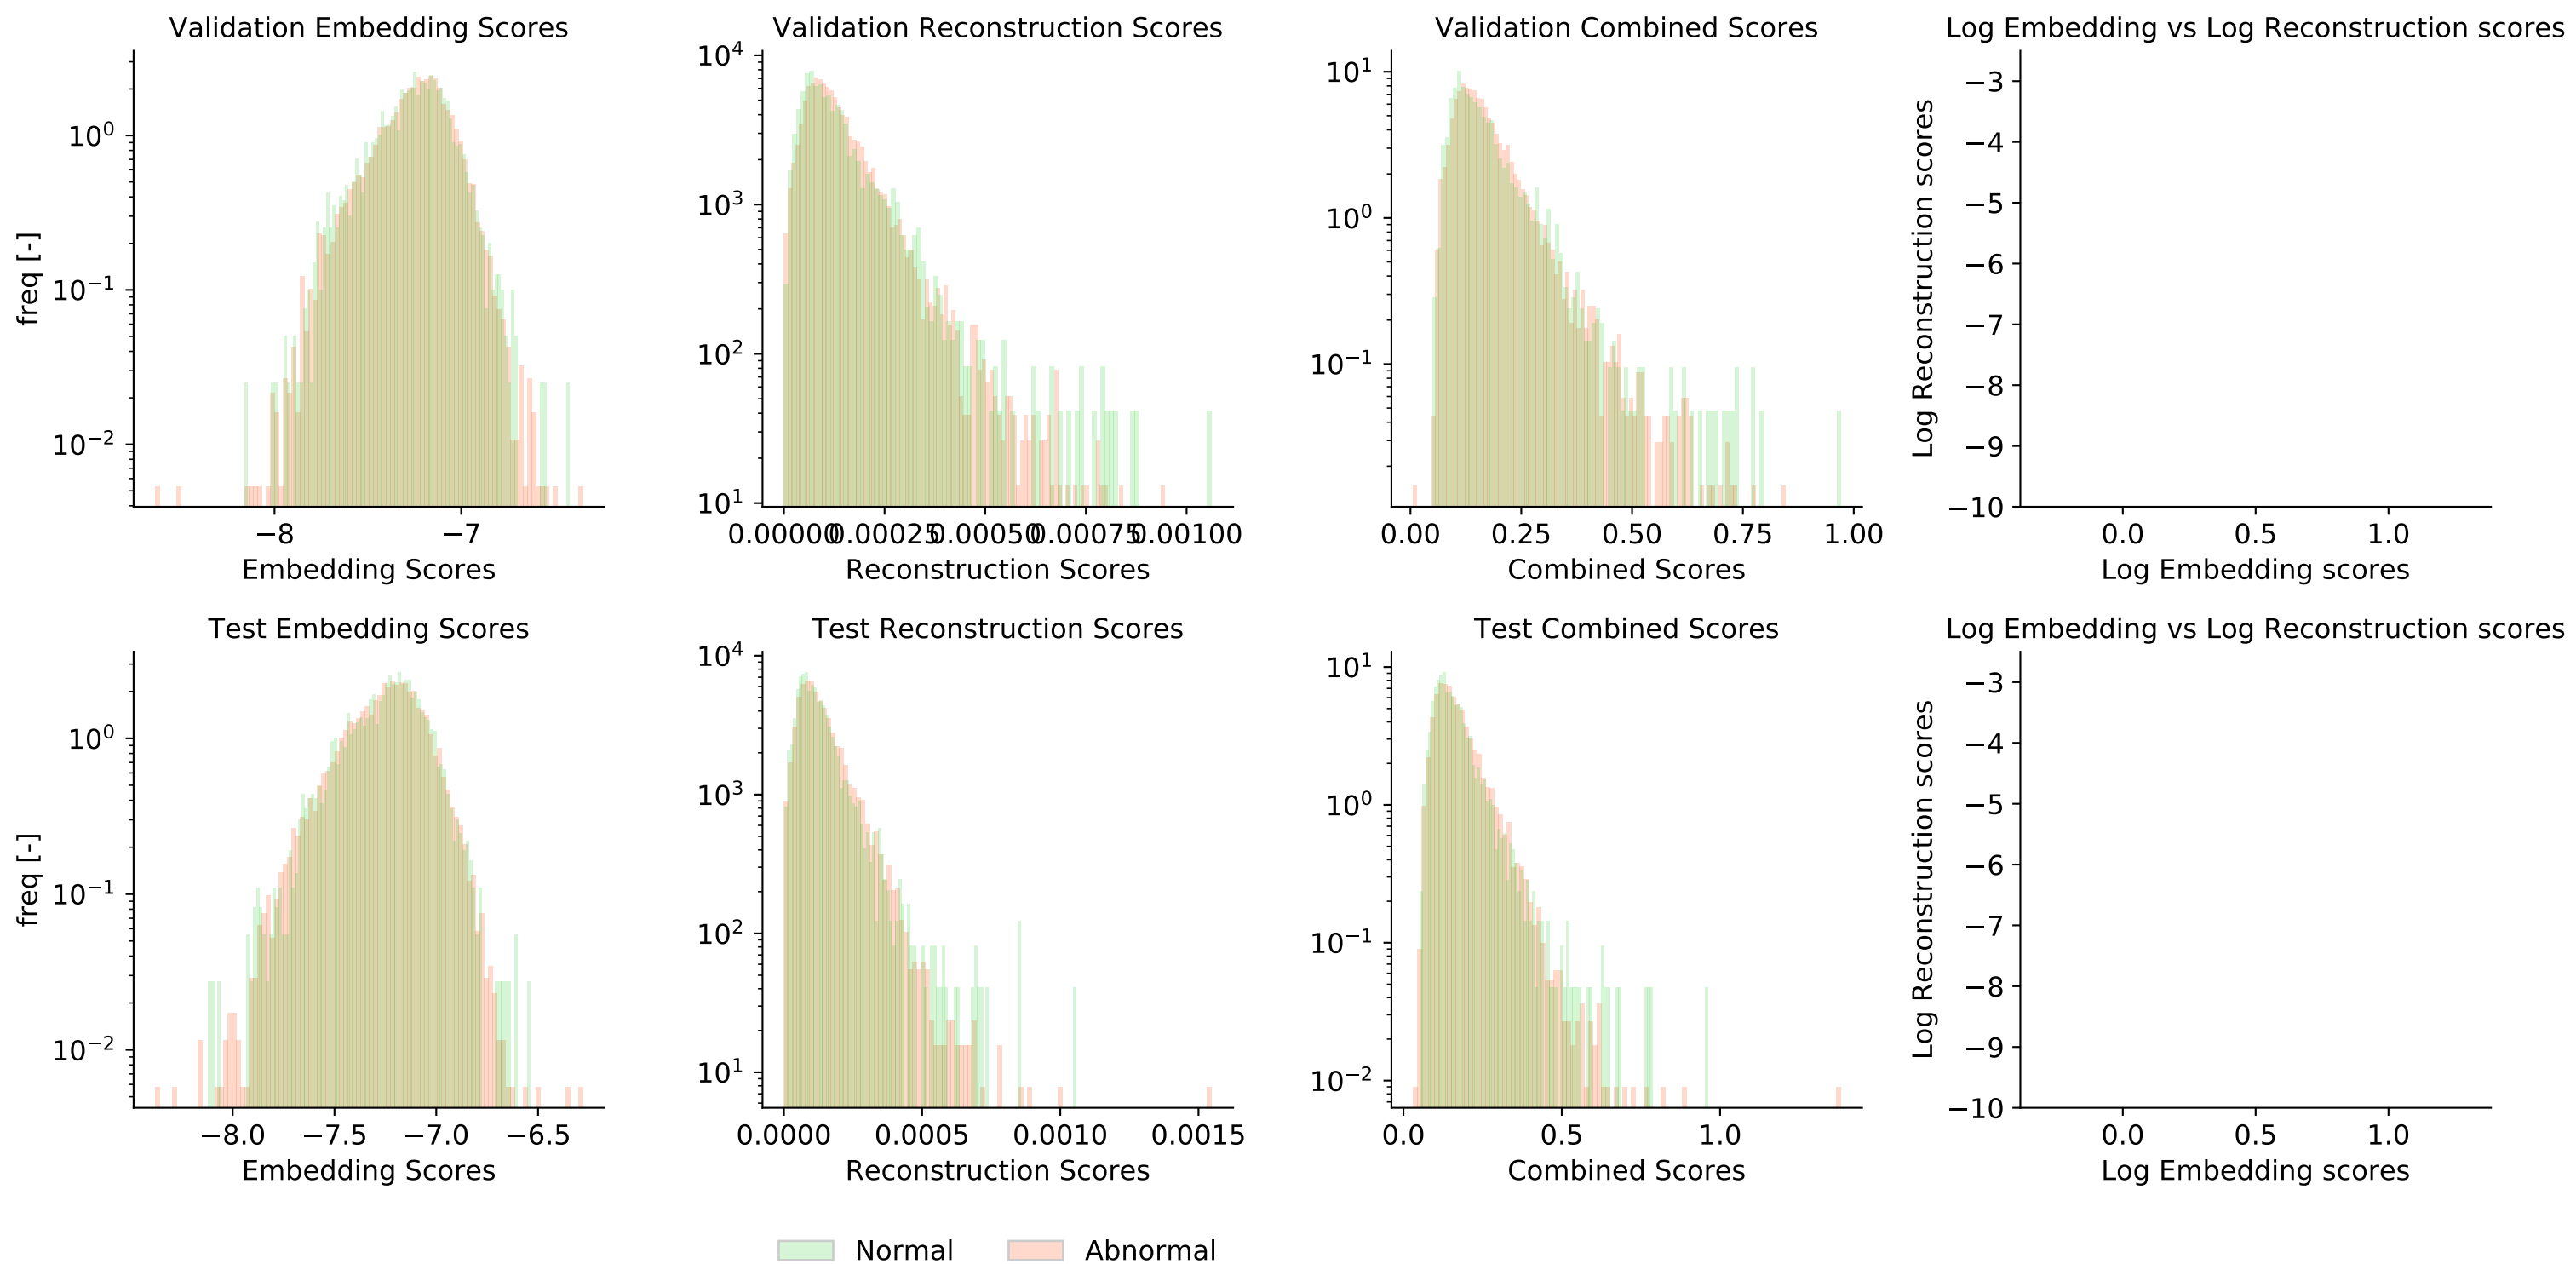 Validation Embedding Scores
10⁰
10⁻¹
10⁻²
freq [-]
−8 −7
Embedding Scores
Validation Reconstruction Scores
10⁴
10³
10²
10¹
0.00000 0.00025 0.00050 0.00075 0.00100
Reconstruction Scores
Validation Combined Scores
10¹
10⁰
10⁻¹
0.00 0.25 0.50 0.75 1.00
Combined Scores
Log Embedding vs Log Reconstruction scores
Log Reconstruction scores
−3
−4
−5
−6
−7
−8
−9
−10
0.0 0.5 1.0
Log Embedding scores
Test Embedding Scores
10⁰
10⁻¹
10⁻²
freq [-]
−8.0 −7.5 −7.0 −6.5
Embedding Scores
Test Reconstruction Scores
10⁴
10³
10²
10¹
0.0000 0.0005 0.0010 0.0015
Reconstruction Scores
Test Combined Scores
10¹
10⁰
10⁻¹
10⁻²
0.0 0.5 1.0
Combined Scores
Log Embedding vs Log Reconstruction scores
Log Reconstruction scores
−3
−4
−5
−6
−7
−8
−9
−10
0.0 0.5 1.0
Log Embedding scores
Normal Abnormal